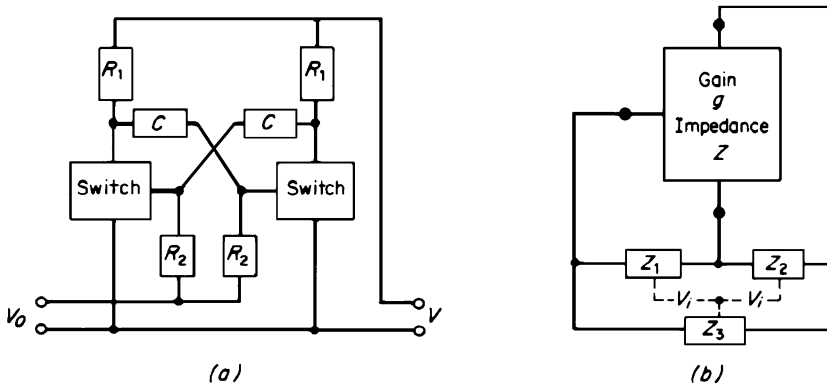 R1
R1
C
C
Switch
Switch
R2
R2
V0
V
(a)
Gain
g
Impedance
Z
Z1
Z2
Vi
Vi
Z3
(b)